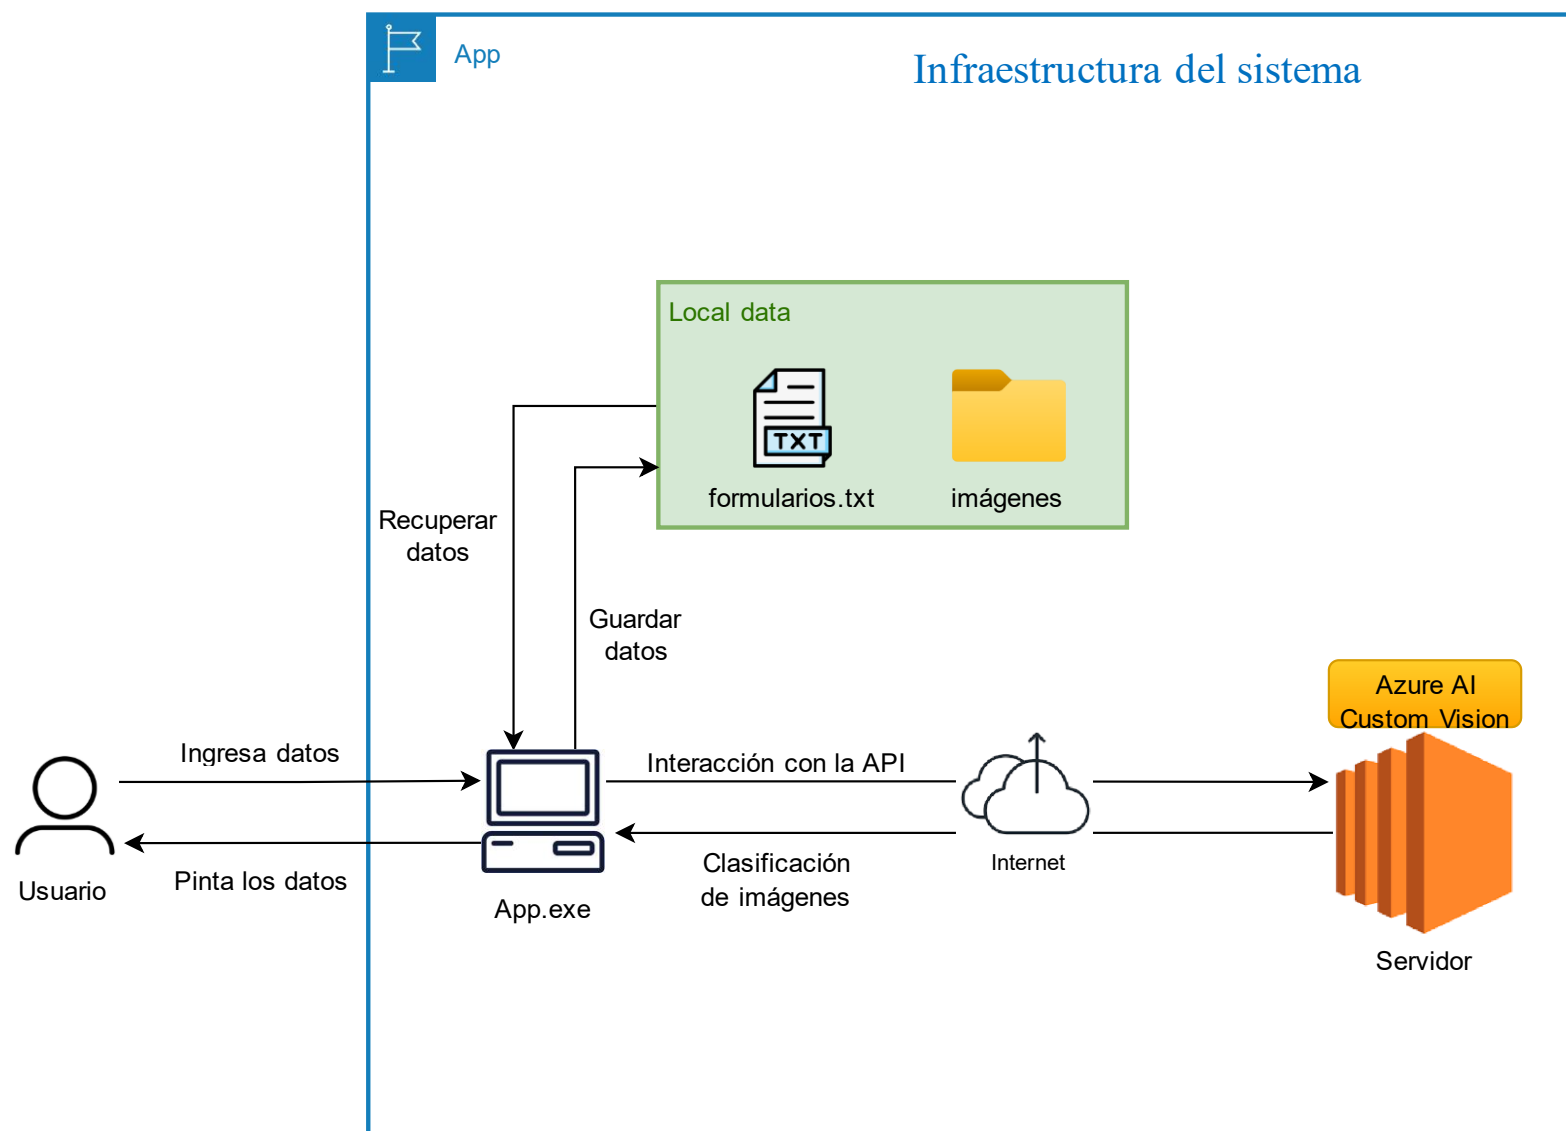 App
Infraestructura del sistema
Local data
TXT
formularios.txt
imágenes
Recuperar
datos
Guardar
datos
Azure AI
Custom Vision
Ingresa datos
Interacción con la API
Pinta los datos
Clasificación
de imágenes
Internet
Usuario
App.exe
Servidor